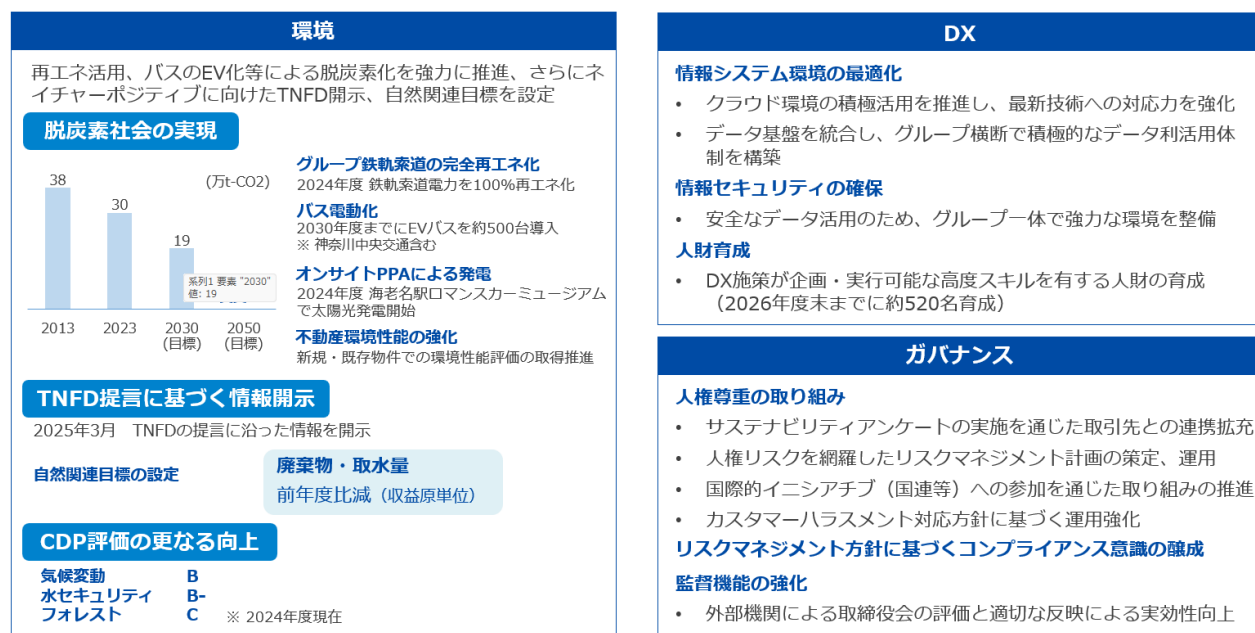 環境
再エネ活用、バスのEV化等による脱炭素化を強力に推進、さらにネ
イチャーポジティブに向けたTNFD開示、自然関連目標を設定
脱炭素社会の実現
(万t-CO2)
38
30
19
系列1 要素 "2030"
値: 19
2013
2023
2030
(目標)
2050
(目標)
グループ鉄軌索道の完全再エネ化
2024年度 鉄軌索道電力を100%再エネ化
バス電動化
2030年度までにEVバスを約500台導入
※ 神奈川中央交通含む
オンサイトPPAによる発電
2024年度 海老名駅ロマンスカーミュージアム
で太陽光発電開始
不動産環境性能の強化
新規・既存物件での環境性能評価の取得推進
TNFD提言に基づく情報開示
2025年3月 TNFDの提言に沿った情報を開示
自然関連目標の設定
廃棄物・取水量
前年度比減（収益原単位）
CDP評価の更なる向上
気候変動 B
水セキュリティ B-
フォレスト C ※ 2024年度現在
DX
情報システム環境の最適化
• クラウド環境の積極活用を推進し、最新技術への対応力を強化
• データ基盤を統合し、グループ横断で積極的なデータ利活用体
制を構築
情報セキュリティの確保
• 安全なデータ活用のため、グループ一体で強力な環境を整備
人財育成
• DX施策が企画・実行可能な高度スキルを有する人財の育成
（2026年度末までに約520名育成）
ガバナンス
人権尊重の取り組み
• サステナビリティアンケートの実施を通じた取引先との連携拡充
• 人権リスクを網羅したリスクマネジメント計画の策定、運用
• 国際的イニシアチブ（国連等）への参加を通じた取り組みの推進
• カスタマーハラスメント対応方針に基づく運用強化
リスクマネジメント方針に基づくコンプライアンス意識の醸成
監督機能の強化
• 外部機関による取締役会の評価と適切な反映による実効性向上